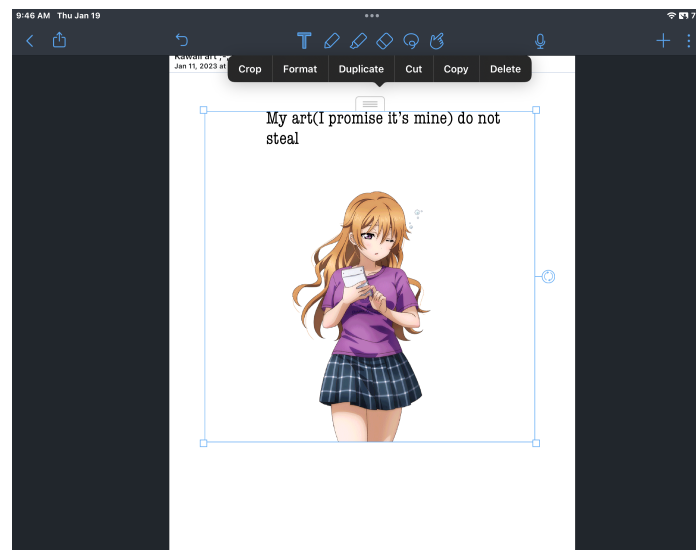 9:46 AM Thu Jan 19
Jan 11, 2023 at
Crop Format Duplicate Cut Copy Delete
My art(I promise it's mine) do not
steal